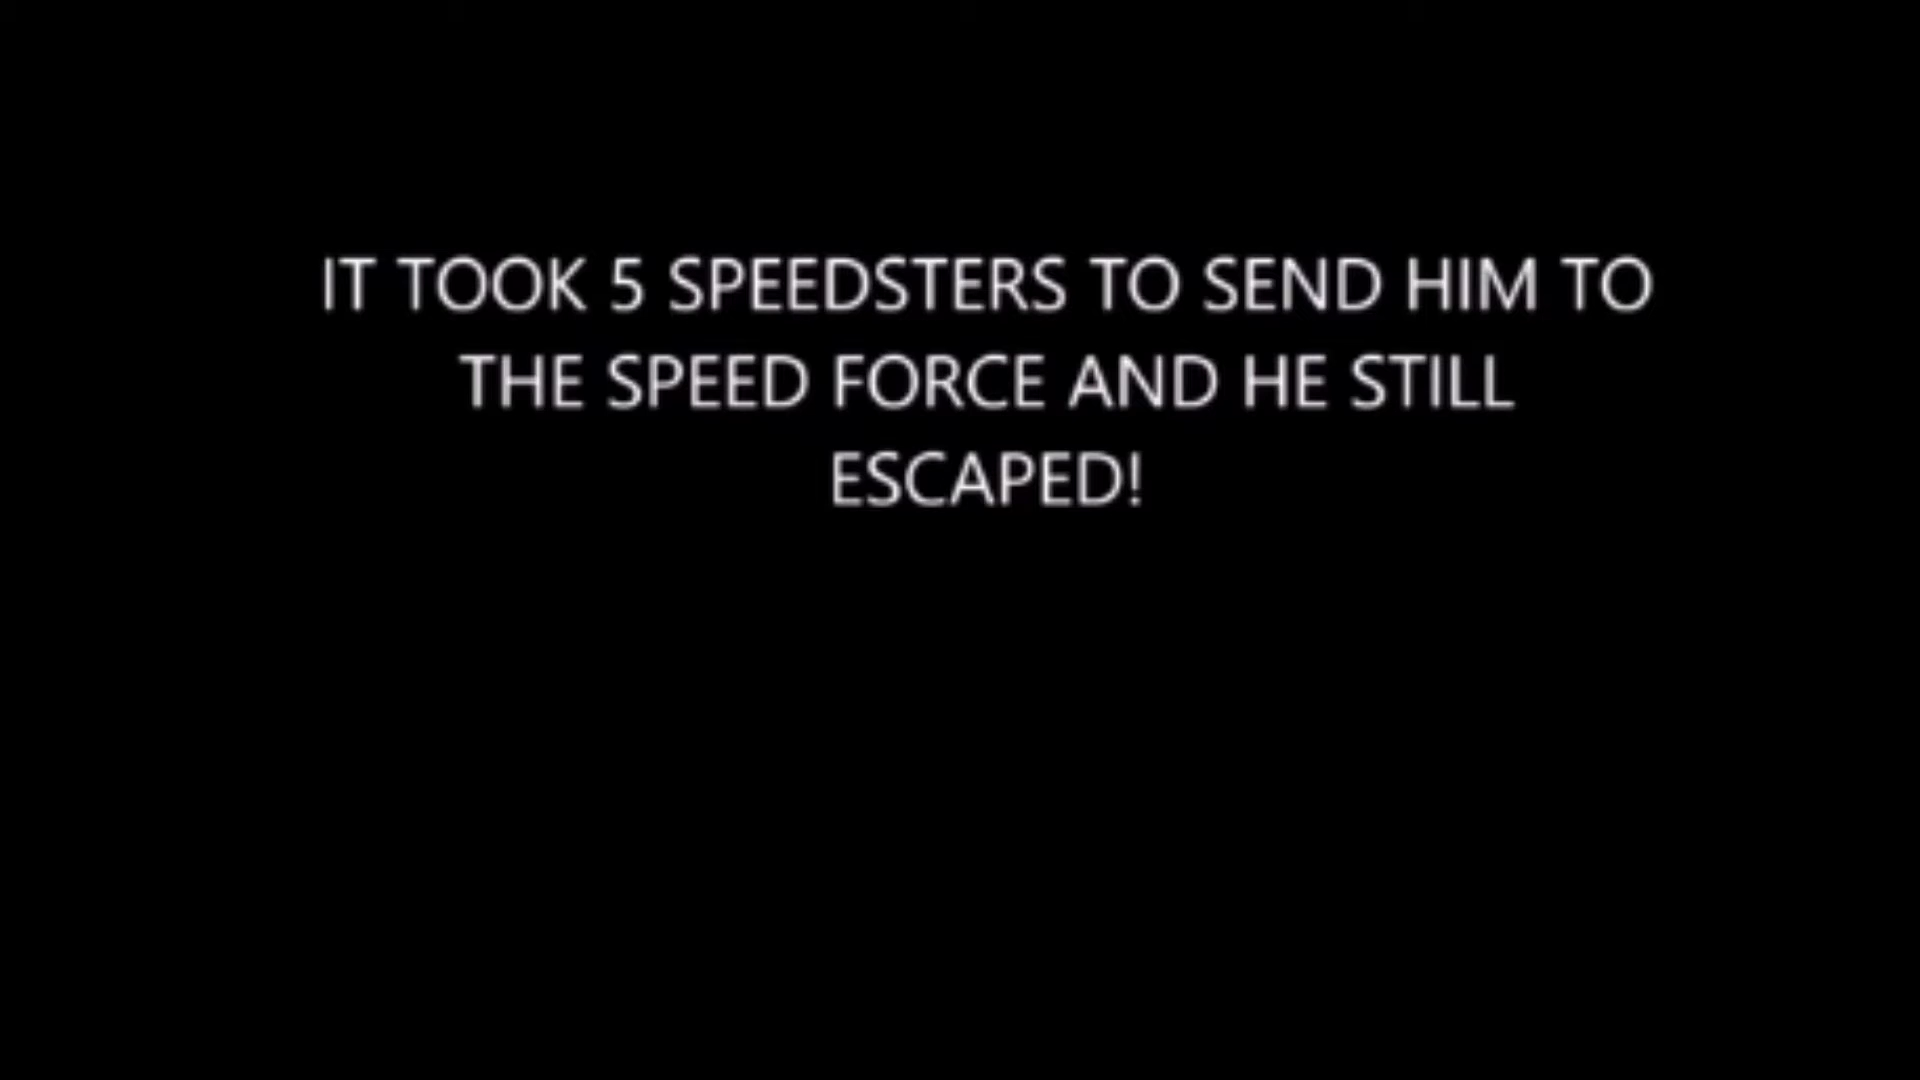 IT TOOK 5 SPEEDSTERS TO SEND HIM TO
THE SPEED FORCE AND HE STILL
ESCAPED!